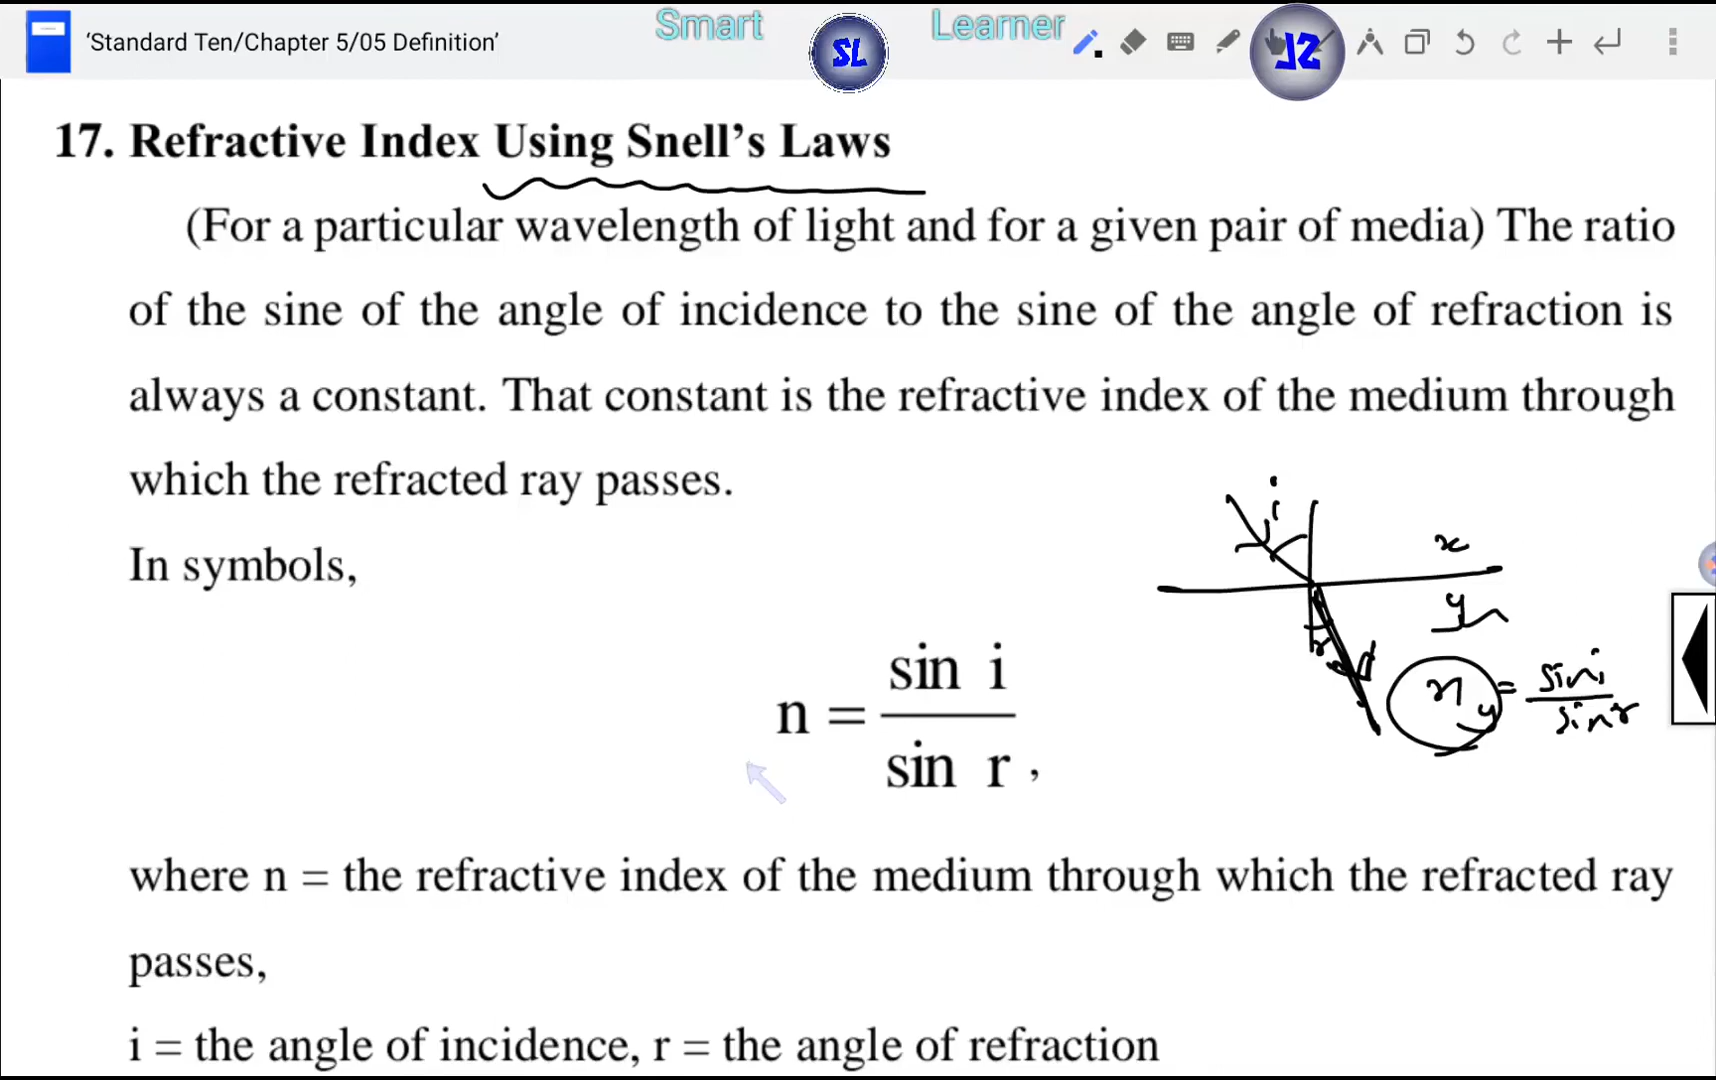 'Standard Ten/Chapter 5/05 Definition'
Smart
SL
Learner
17. Refractive Index Using Snell's Laws
(For a particular wavelength of light and for a given pair of media) The ratio
of the sine of the angle of incidence to the sine of the angle of refraction is
always a constant. That constant is the refractive index of the medium through
which the refracted ray passes.
In symbols,
n = sin i / sin r ,
i
x
y
r
n y = sin i / sin r
where n = the refractive index of the medium through which the refracted ray
passes,
i = the angle of incidence, r = the angle of refraction